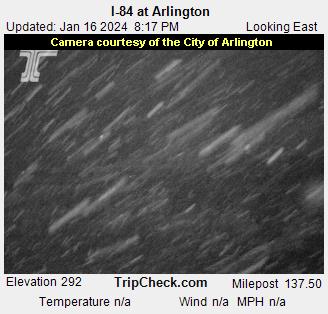 I-84 at Arlington
Updated: Jan 16 2024 8:17 PM Looking East
Camera courtesy of the City of Arlington
Elevation 292 TripCheck.com Milepost 137.50
Temperature n/a Wind n/a MPH n/a